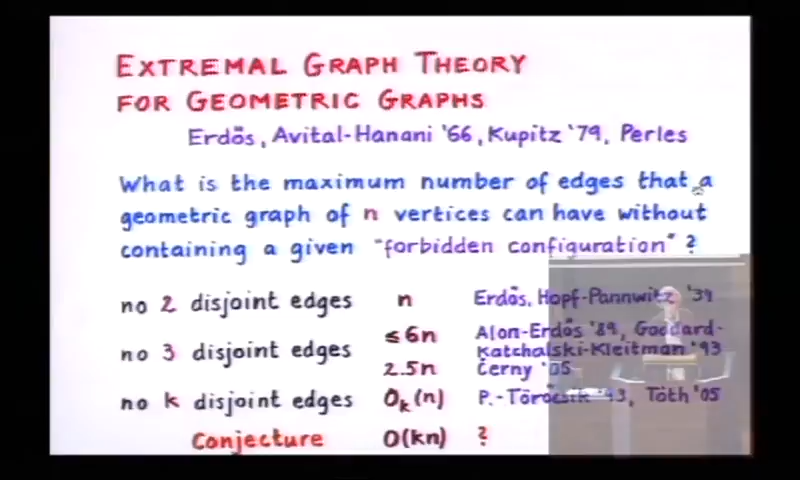 EXTREMAL GRAPH THEORY
FOR GEOMETRIC GRAPHS
Erdős, Avital-Hanani '66, Kupitz '79, Perles
What is the maximum number of edges that a
geometric graph of n vertices can have without
containing a given "forbidden configuration"?
no 2 disjoint edges n Erdős, Hopf-Pannwitz '34
no 3 disjoint edges ≤6n Alon-Erdős '89, Goddard-Katchalski-Kleitman '93
2.5n Černy '05
no k disjoint edges Ok(n) P.-Törőcsik '93, Tóth '05
Conjecture O(kn) ?